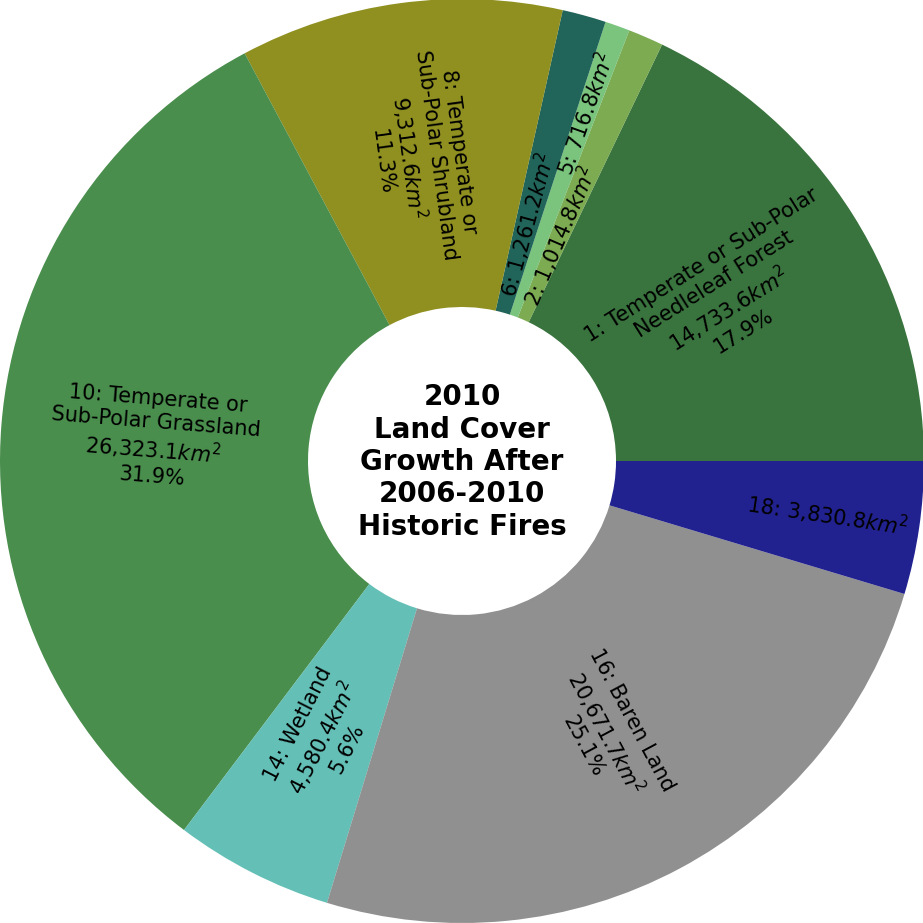 2010
Land Cover
Growth After
2006-2010
Historic Fires
1: Temperate or Sub-Polar
Needleleaf Forest
14,733.6km²
17.9%
2: 1,014.8km²
5: 716.8km²
6: 1,261.2km²
8: Temperate or
Sub-Polar Shrubland
9,312.6km²
11.3%
10: Temperate or
Sub-Polar Grassland
26,323.1km²
31.9%
14: Wetland
4,580.4km²
5.6%
16: Baren Land
20,671.7km²
25.1%
18: 3,830.8km²